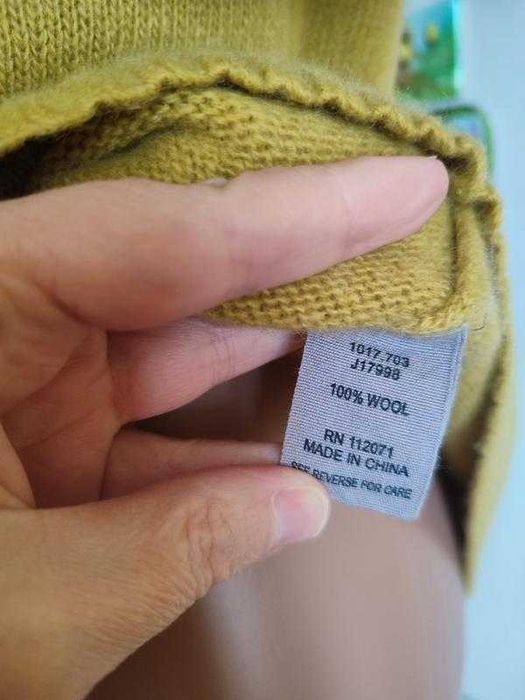 1017.703
J17998
100% WOOL
RN 112071
MADE IN CHINA
SEE REVERSE FOR CARE